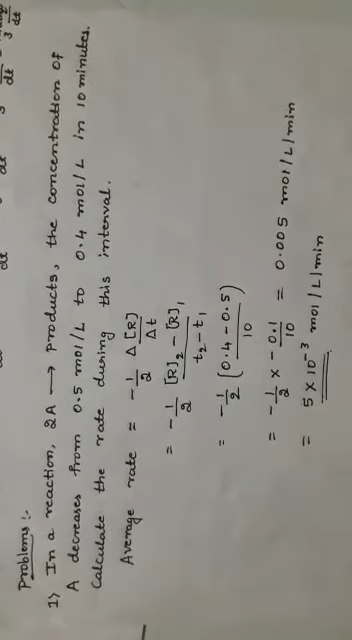 Problems :-
1) In a reaction, 2A ⟶ Products, the concentration of
A decreases from 0.5 mol/L to 0.4 mol/L in 10 minutes.
Calculate the rate during this interval.
Average rate = -1/2 Δ[R]/Δt
= -1/2 [R]₂-[R]₁/t₂-t₁
= -1/2 (0.4-0.5/10)
= -1/2 x -0.1/10 = 0.005 mol/L/min
= 5 X 10⁻³ mol/L/min